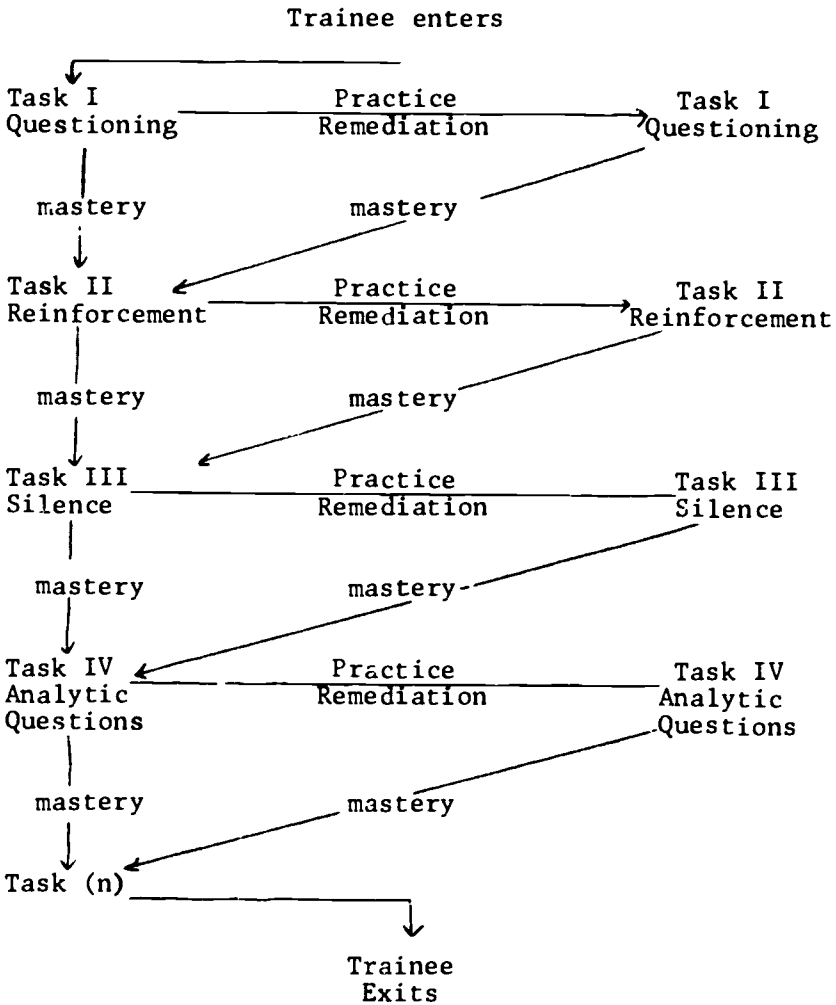 Trainee enters
Task I Practice Task I
Questioning Remediation Questioning
mastery mastery
Task II Practice Task II
Reinforcement Remediation Reinforcement
mastery mastery
Task III Practice Task III
Silence Remediation Silence
mastery mastery
Task IV Practice Task IV
Analytic Remediation Analytic
Questions Questions
mastery mastery
Task (n)
Trainee
Exits